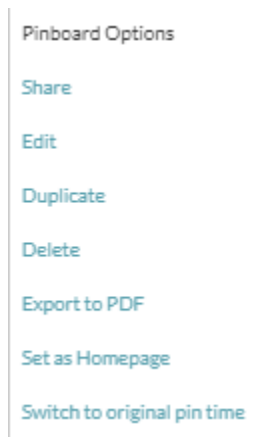 Pinboard Options
Share
Edit
Duplicate
Delete
Export to PDF
Set as Homepage
Switch to original pin time